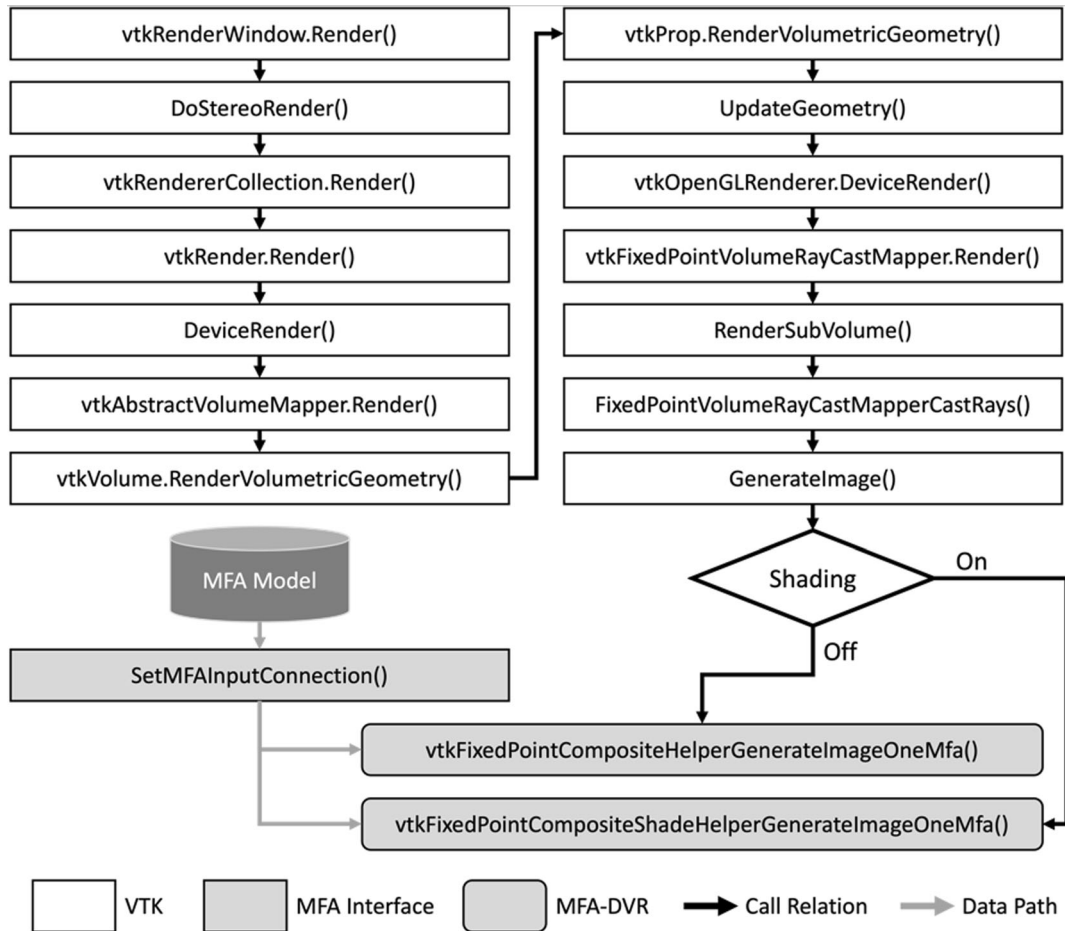 vtkRenderWindow.Render()
DoStereoRender()
vtkRendererCollection.Render()
vtkRender.Render()
DeviceRender()
vtkAbstractVolumeMapper.Render()
vtkVolume.RenderVolumetricGeometry()
vtkProp.RenderVolumetricGeometry()
UpdateGeometry()
vtkOpenGLRenderer.DeviceRender()
vtkFixedPointVolumeRayCastMapper.Render()
RenderSubVolume()
FixedPointVolumeRayCastMapperCastRays()
GenerateImage()
Shading
On
Off
MFA Model
SetMFAInputConnection()
vtkFixedPointCompositeHelperGenerateImageOneMfa()
vtkFixedPointCompositeShadeHelperGenerateImageOneMfa()
VTK
MFA Interface
MFA-DVR
Call Relation
Data Path